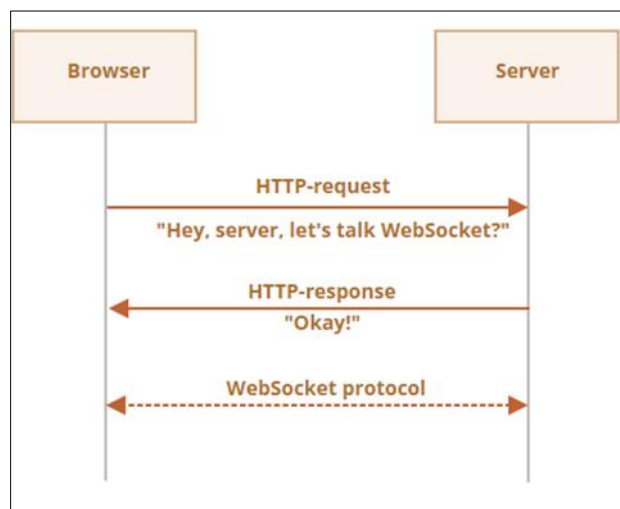 Browser
Server
HTTP-request
"Hey, server, let's talk WebSocket?"
HTTP-response
"Okay!"
WebSocket protocol